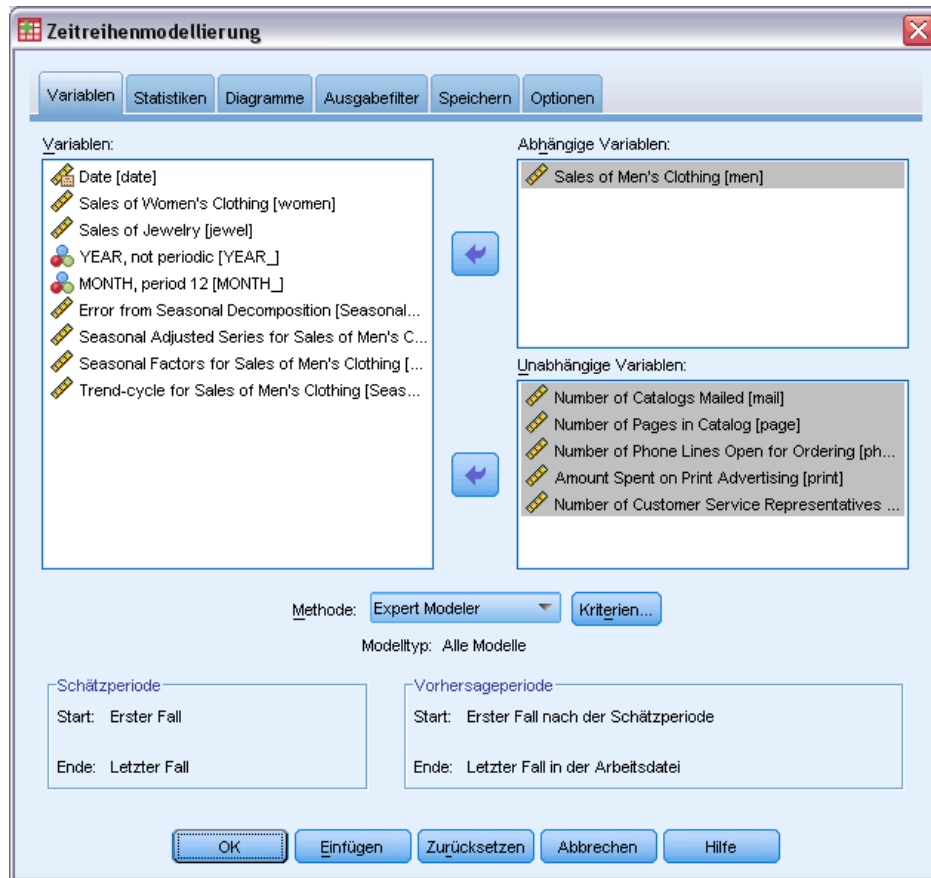 Zeitreihenmodellierung
Variablen Statistiken Diagramme Ausgabefilter Speichern Optionen
Variablen:
Date [date]
Sales of Women's Clothing [women]
Sales of Jewelry [jewel]
YEAR, not periodic [YEAR_]
MONTH, period 12 [MONTH_]
Error from Seasonal Decomposition [Seasonal...
Seasonal Adjusted Series for Sales of Men's C...
Seasonal Factors for Sales of Men's Clothing [...
Trend-cycle for Sales of Men's Clothing [Seas...
Abhängige Variablen:
Sales of Men's Clothing [men]
Unabhängige Variablen:
Number of Catalogs Mailed [mail]
Number of Pages in Catalog [page]
Number of Phone Lines Open for Ordering [ph...
Amount Spent on Print Advertising [print]
Number of Customer Service Representatives ...
Methode: Expert Modeler Kriterien...
Modelltyp: Alle Modelle
Schätzperiode
Start: Erster Fall
Ende: Letzter Fall
Vorhersageperiode
Start: Erster Fall nach der Schätzperiode
Ende: Letzter Fall in der Arbeitsdatei
OK Einfügen Zurücksetzen Abbrechen Hilfe